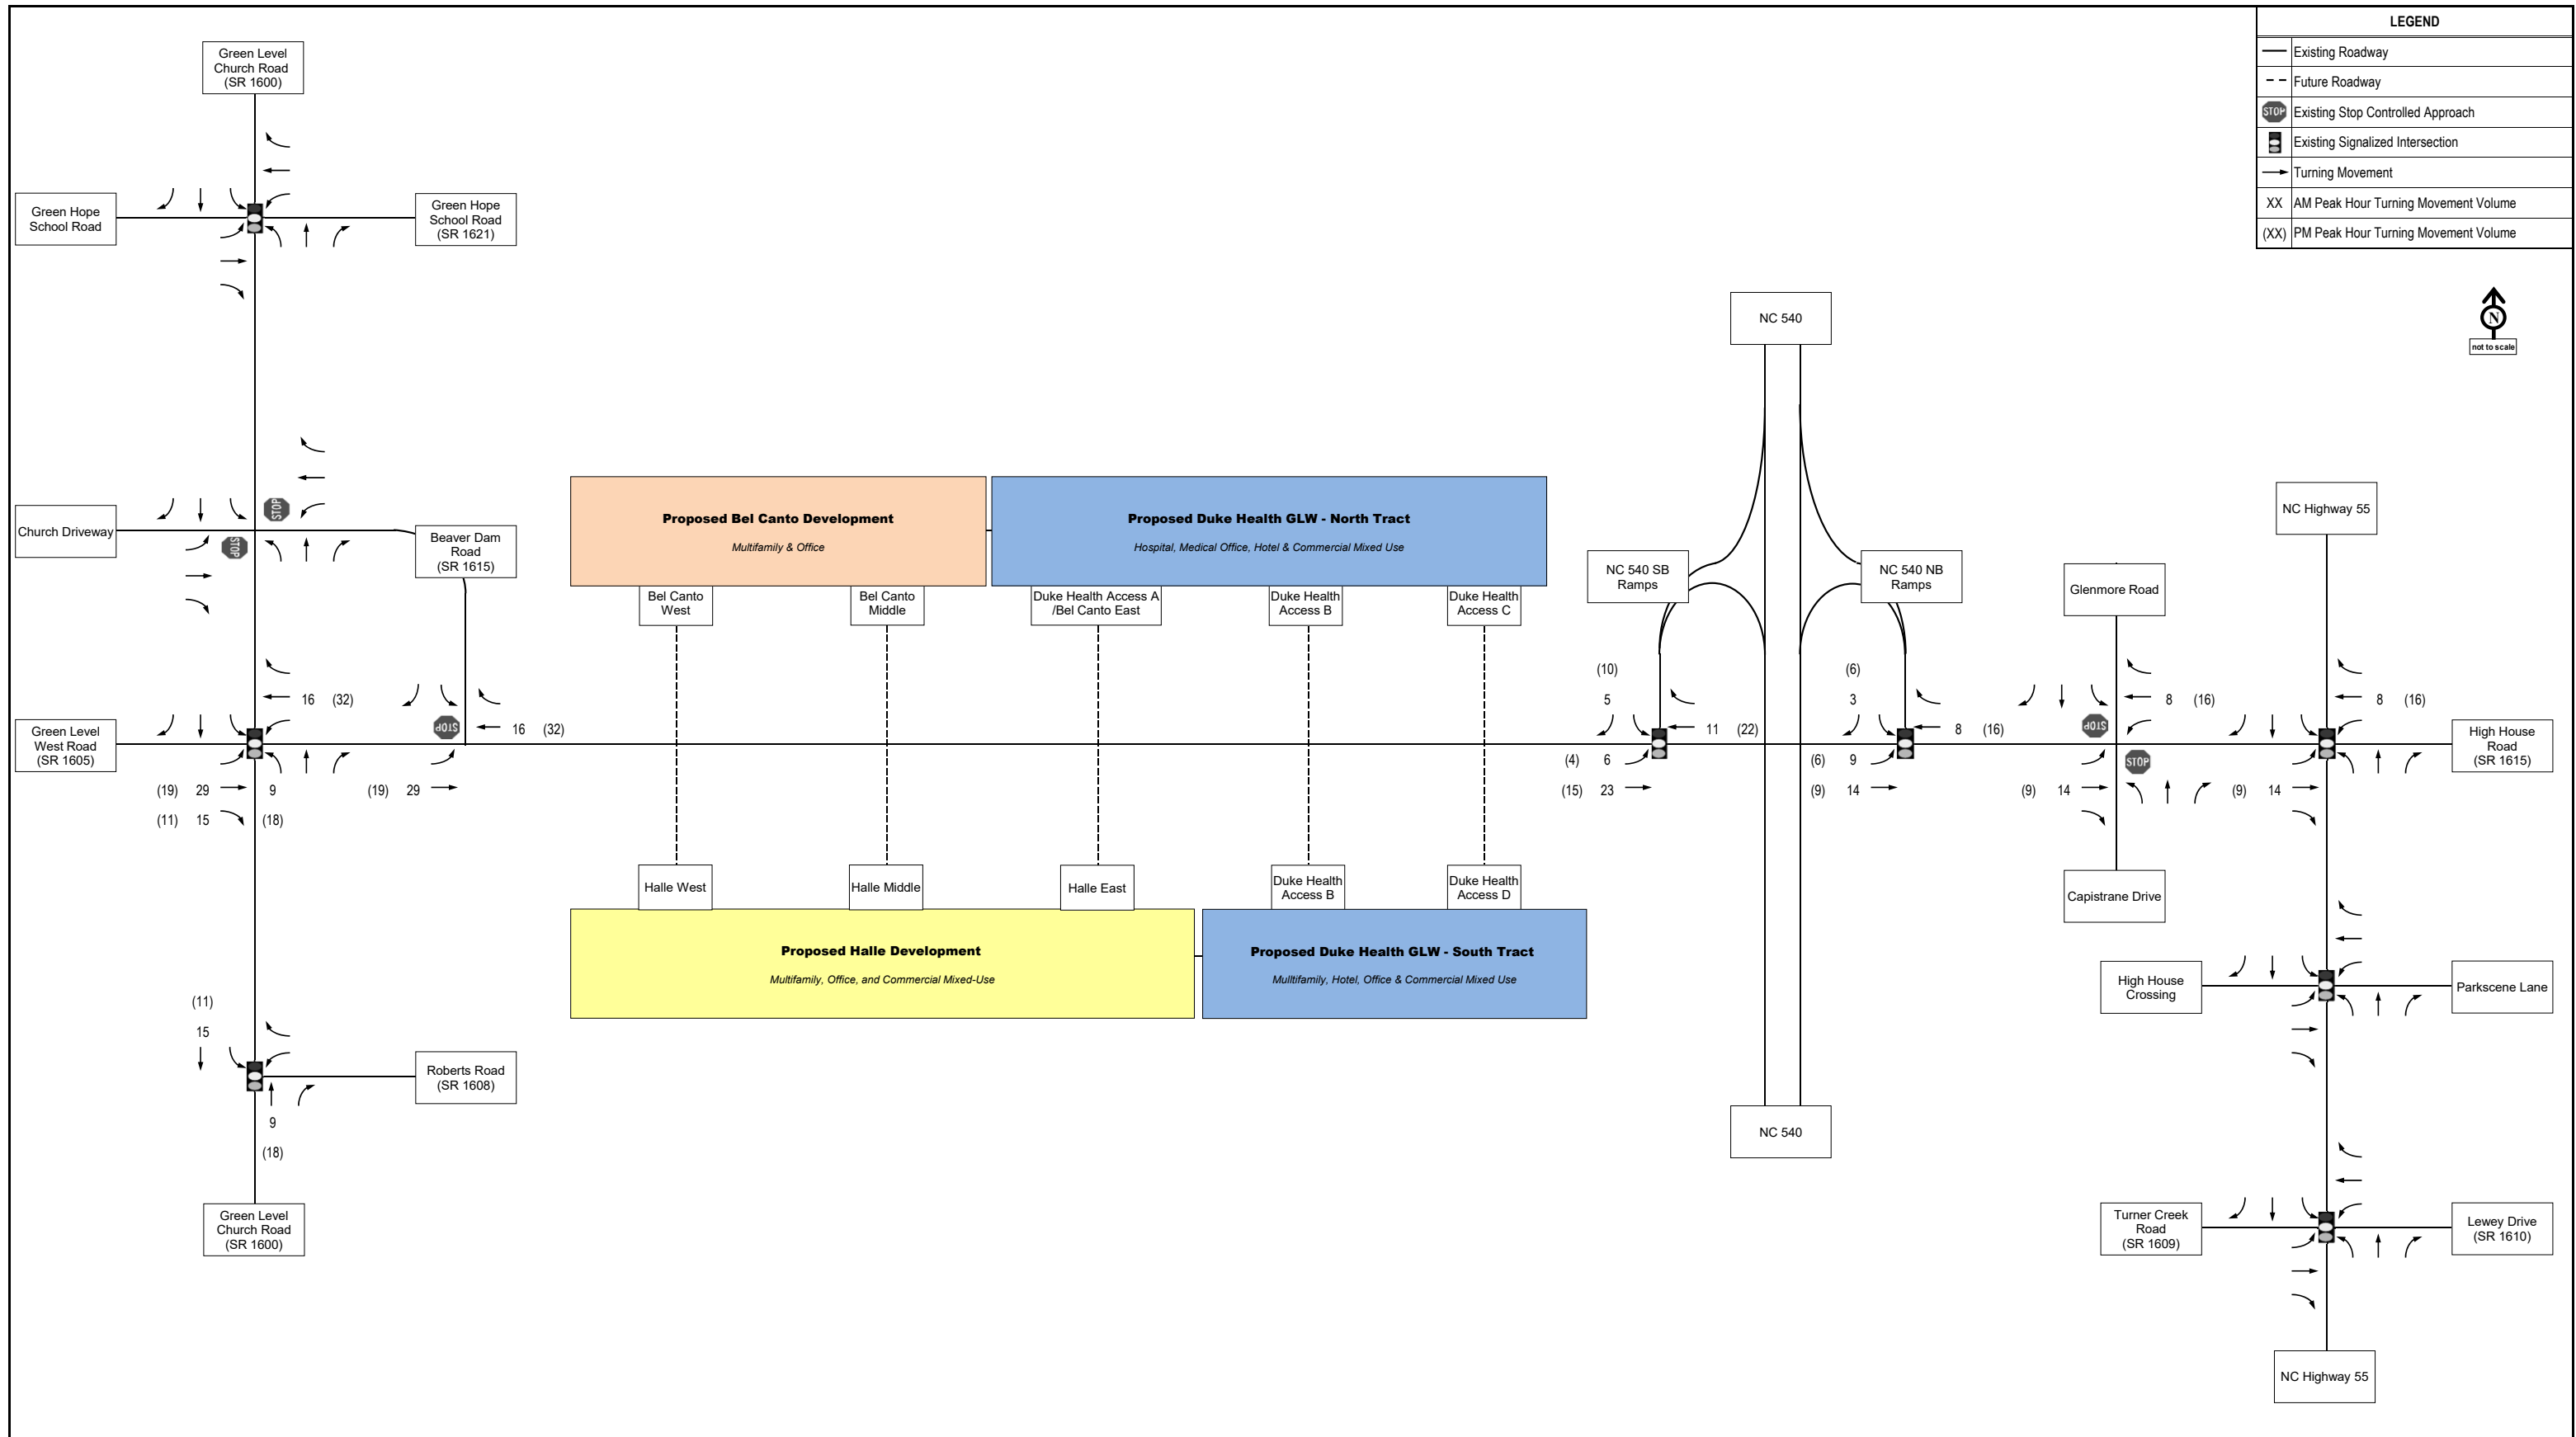 LEGEND
Existing Roadway
Future Roadway
STOP Existing Stop Controlled Approach
Existing Signalized Intersection
Turning Movement
XX AM Peak Hour Turning Movement Volume
(XX) PM Peak Hour Turning Movement Volume
N
not to scale
Green Level
Church Road
(SR 1600)
Green Hope
School Road
Green Hope
School Road
(SR 1621)
NC 540
Church Driveway
STOP
STOP
Beaver Dam
Road
(SR 1615)
Proposed Bel Canto Development
Multifamily & Office
Proposed Duke Health GLW - North Tract
Hospital, Medical Office, Hotel & Commercial Mixed Use
Bel Canto
West
Bel Canto
Middle
Duke Health Access A
/Bel Canto East
Duke Health
Access B
Duke Health
Access C
NC 540 SB
Ramps
NC 540 NB
Ramps
Glenmore Road
NC Highway 55
Green Level
West Road
(SR 1605)
16 (32)
(19) 29
(11) 15
9
(18)
STOP
16 (32)
(19) 29
(10)
5
11 (22)
(4) 6
(15) 23
(6)
3
8 (16)
(6) 9
(9) 14
STOP
8 (16)
STOP
(9) 14
8 (16)
(9) 14
High House
Road
(SR 1615)
Halle West
Halle Middle
Halle East
Duke Health
Access B
Duke Health
Access D
Capistrane Drive
Proposed Halle Development
Multifamily, Office, and Commercial Mixed-Use
Proposed Duke Health GLW - South Tract
Mulltifamily, Hotel, Office & Commercial Mixed Use
High House
Crossing
Parkscene Lane
(11)
15
Roberts Road
(SR 1608)
9
(18)
NC 540
Green Level
Church Road
(SR 1600)
Turner Creek
Road
(SR 1609)
Lewey Drive
(SR 1610)
NC Highway 55